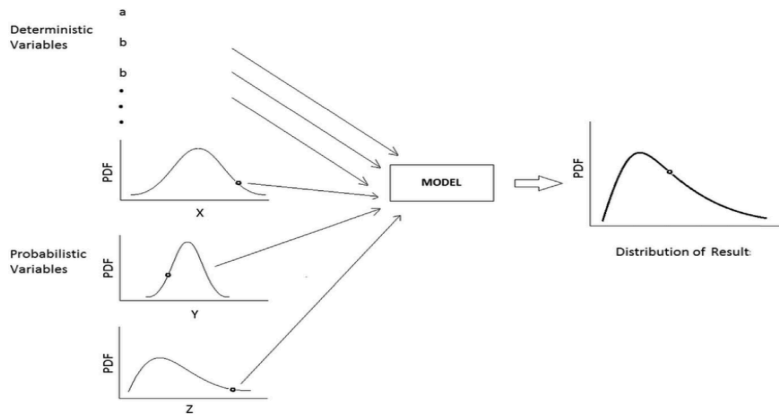 a
Deterministic
Variables
b
b
PDF
X
MODEL
PDF
Distribution of Result
Probabilistic
Variables
PDF
Y
PDF
Z